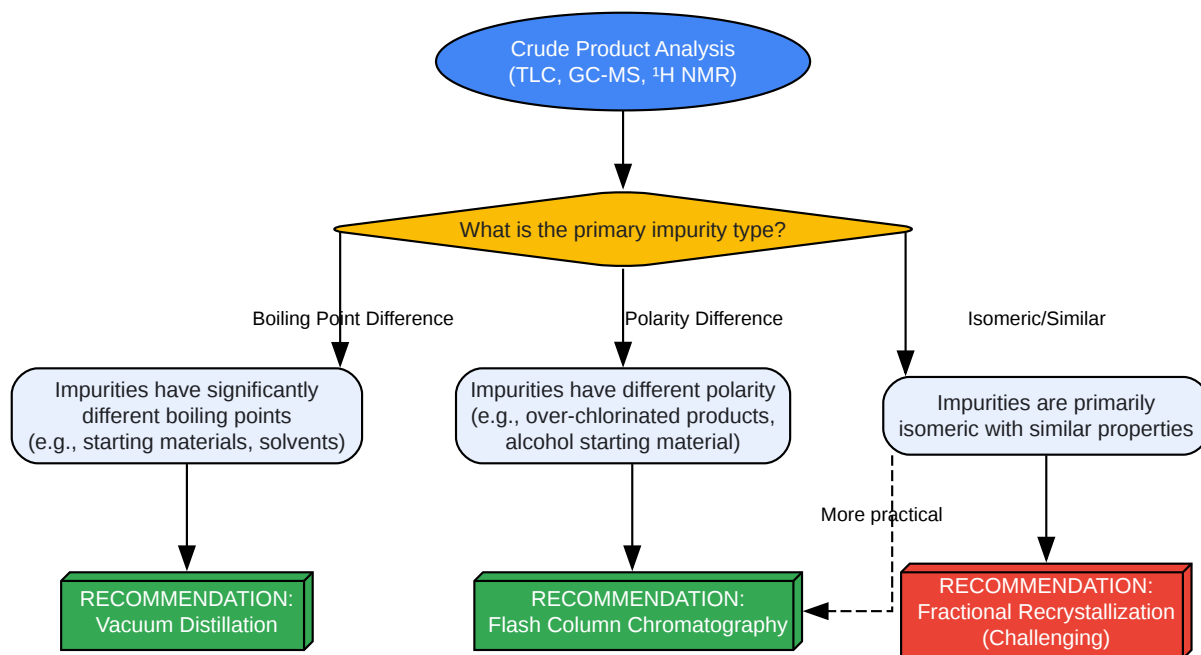 Crude Product Analysis
(TLC, GC-MS, ¹H NMR)
What is the primary impurity type?
Boiling Point Difference
Polarity Difference
Isomeric/Similar
Impurities have significantly
different boiling points
(e.g., starting materials, solvents)
Impurities have different polarity
(e.g., over-chlorinated products,
alcohol starting material)
Impurities are primarily
isomeric with similar properties
More practical
RECOMMENDATION:
Vacuum Distillation
RECOMMENDATION:
Flash Column Chromatography
RECOMMENDATION:
Fractional Recrystallization
(Challenging)